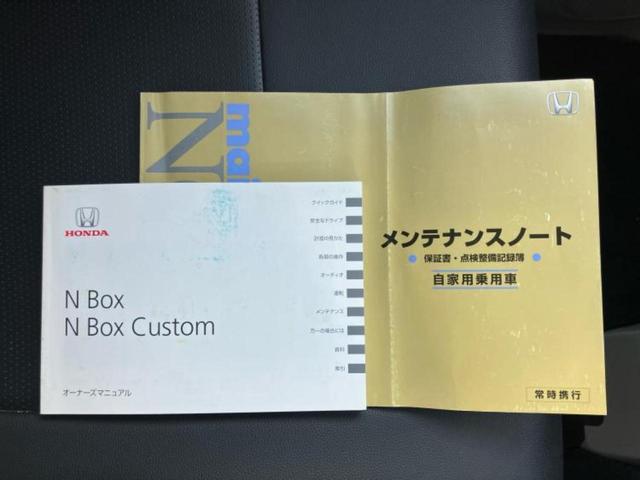 HONDA
N Box
N Box Custom
オーナーズマニュアル
クイックガイド
安全なドライブ
計器の見かた
各部の操作
オーディオ
運転
メンテナンス
万一の場合には
資料
索引
メンテナンスノート
保証書・点検整備記録簿
自家用乗用車
常時携行